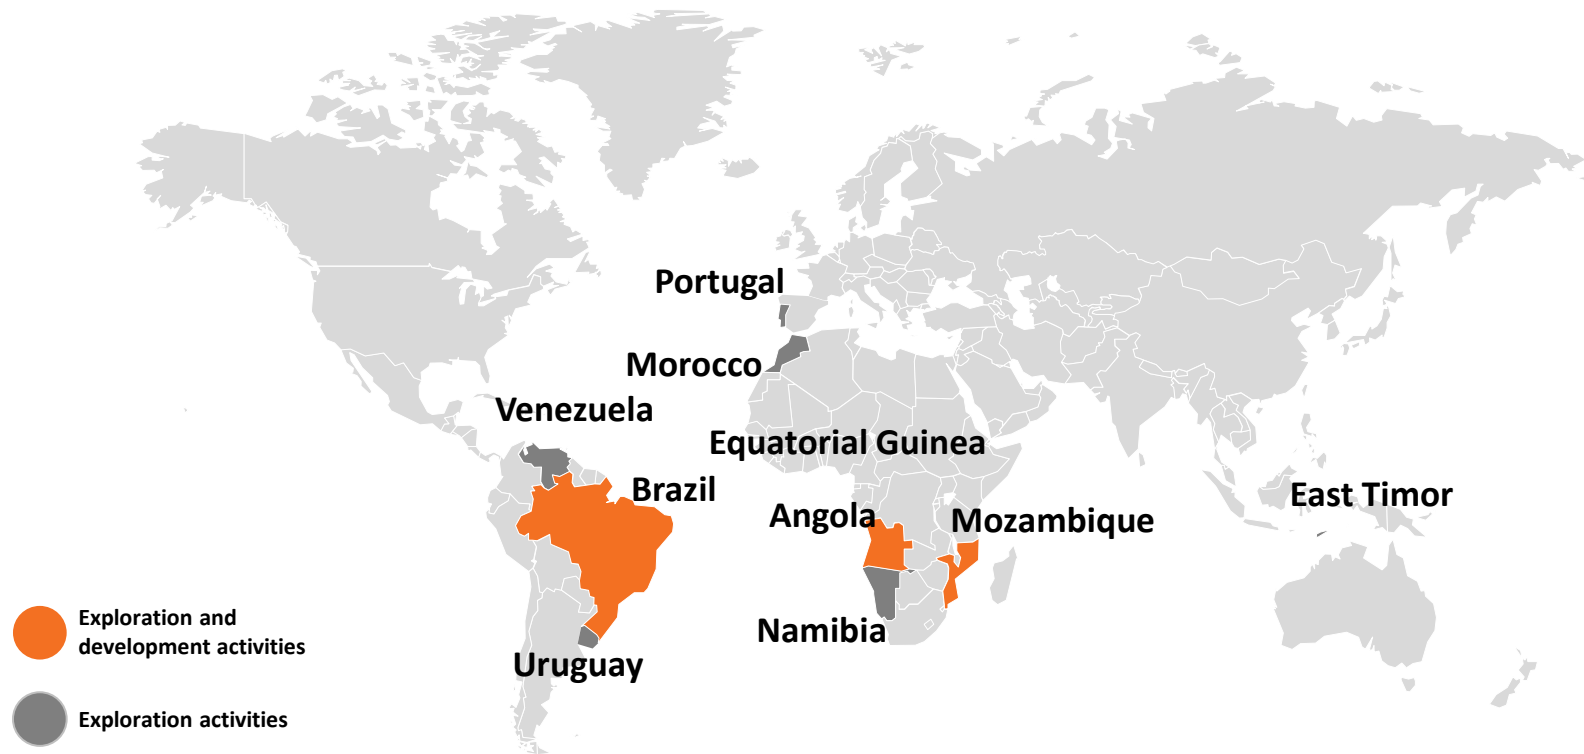 Portugal
Morocco
Venezuela
Equatorial Guinea
Brazil
East Timor
Angola
Mozambique
Namibia
Uruguay
Exploration and
development activities
Exploration activities